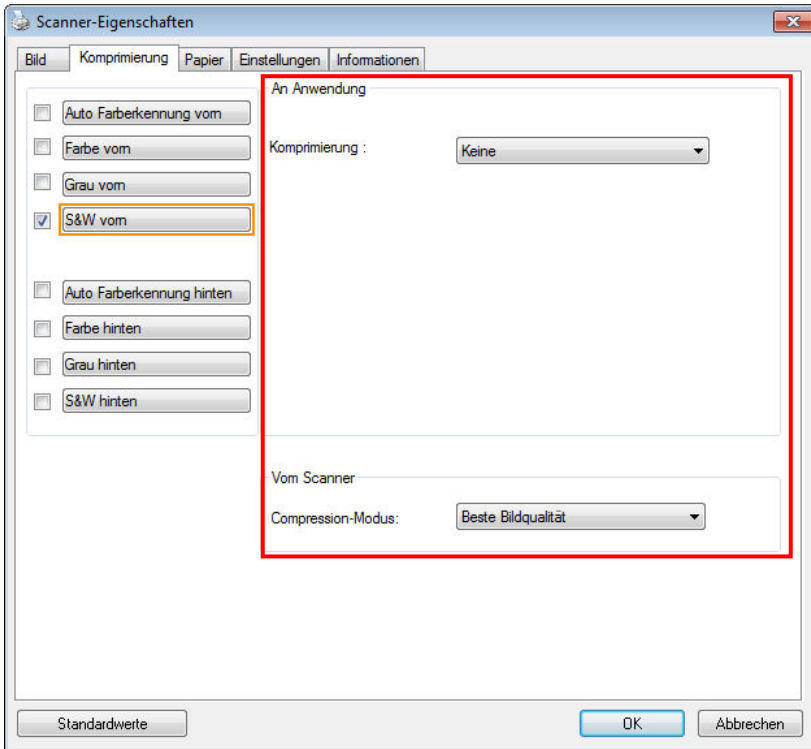 Scanner-Eigenschaften
Bild Komprimierung Papier Einstellungen Informationen
Auto Farberkennung vorn
Farbe vorn
Grau vorn
S&W vorn
Auto Farberkennung hinten
Farbe hinten
Grau hinten
S&W hinten
An Anwendung
Komprimierung : Keine
Vom Scanner
Compression-Modus: Beste Bildqualität
Standardwerte OK Abbrechen